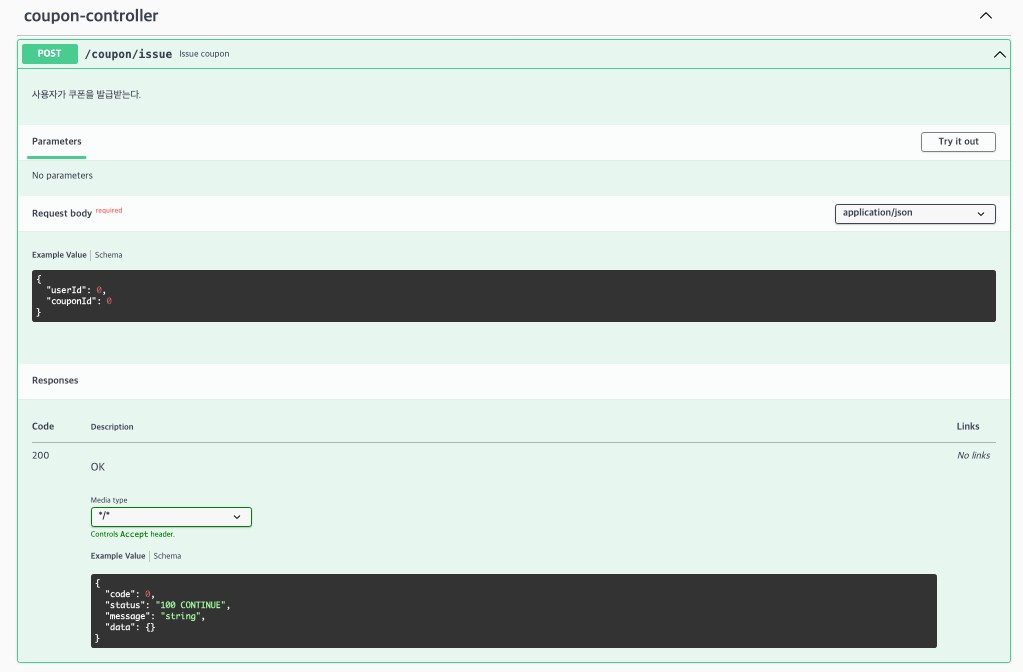 coupon-controller
POST /coupon/issue Issue coupon
사용자가 쿠폰을 발급받는다.
Parameters Try it out
No parameters
Request body required application/json
Example Value Schema
{
"userId": 0,
"couponId": 0
}
Responses
Code Description Links
200 No links
OK
Media type
*/*
Controls Accept header.
Example Value Schema
{
"code": 0,
"status": "100 CONTINUE",
"message": "string",
"data": {}
}